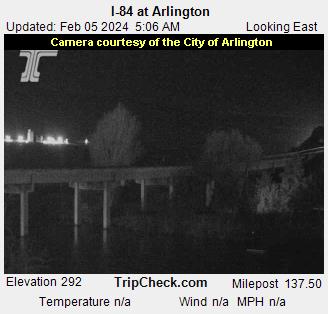 I-84 at Arlington
Updated: Feb 05 2024 5:06 AM Looking East
Camera courtesy of the City of Arlington
Elevation 292 TripCheck.com Milepost 137.50
Temperature n/a Wind n/a MPH n/a